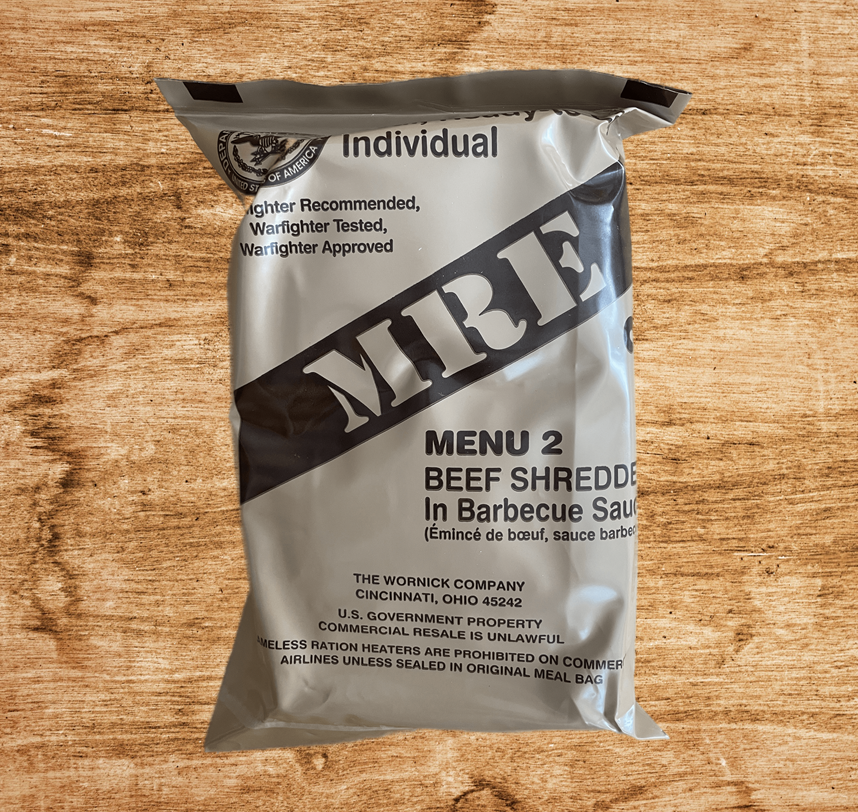 Individual
OF AMERICA
Recommended,
Warfighter Tested,
Warfighter Approved
MRE
MENU 2
BEEF SHREDDE
In Barbecue Sauc
(Émincé de bœuf, sauce barbec
THE WORNICK COMPANY
CINCINNATI, OHIO 45242
U.S. GOVERNMENT PROPERTY
COMMERCIAL RESALE IS UNLAWFUL
AMELESS RATION HEATERS ARE PROHIBITED ON COMMER
AIRLINES UNLESS SEALED IN ORIGINAL MEAL BAG